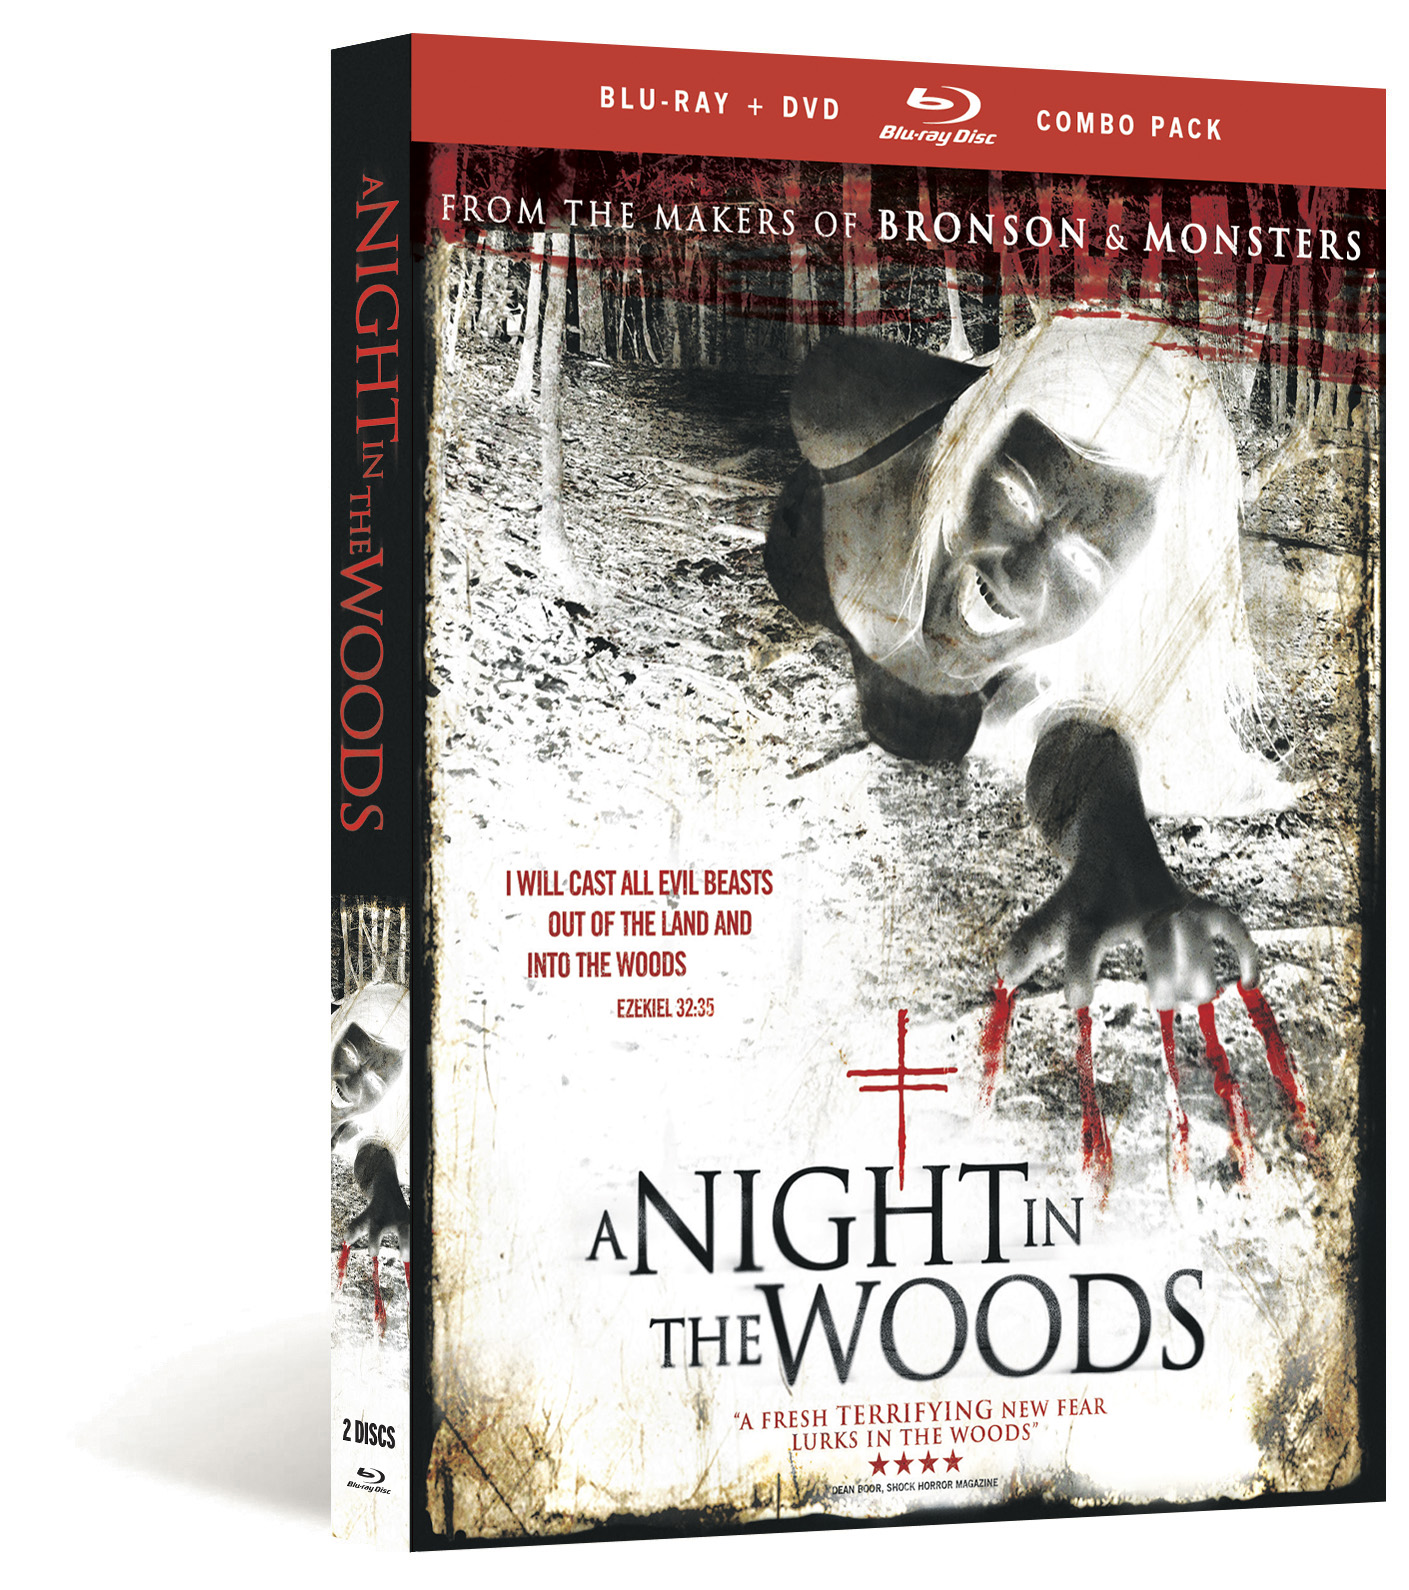 BLU-RAY + DVD Blu-ray Disc COMBO PACK
FROM THE MAKERS OF BRONSON & MONSTERS
I WILL CAST ALL EVIL BEASTS
OUT OF THE LAND AND
INTO THE WOODS
EZEKIEL 32:35
A NIGHT IN
THE WOODS
"A FRESH TERRIFYING NEW FEAR
LURKS IN THE WOODS"
DEAN BOOR, SHOCK HORROR MAGAZINE
A NIGHT IN THE WOODS
2 DISCS
Blu-ray Disc